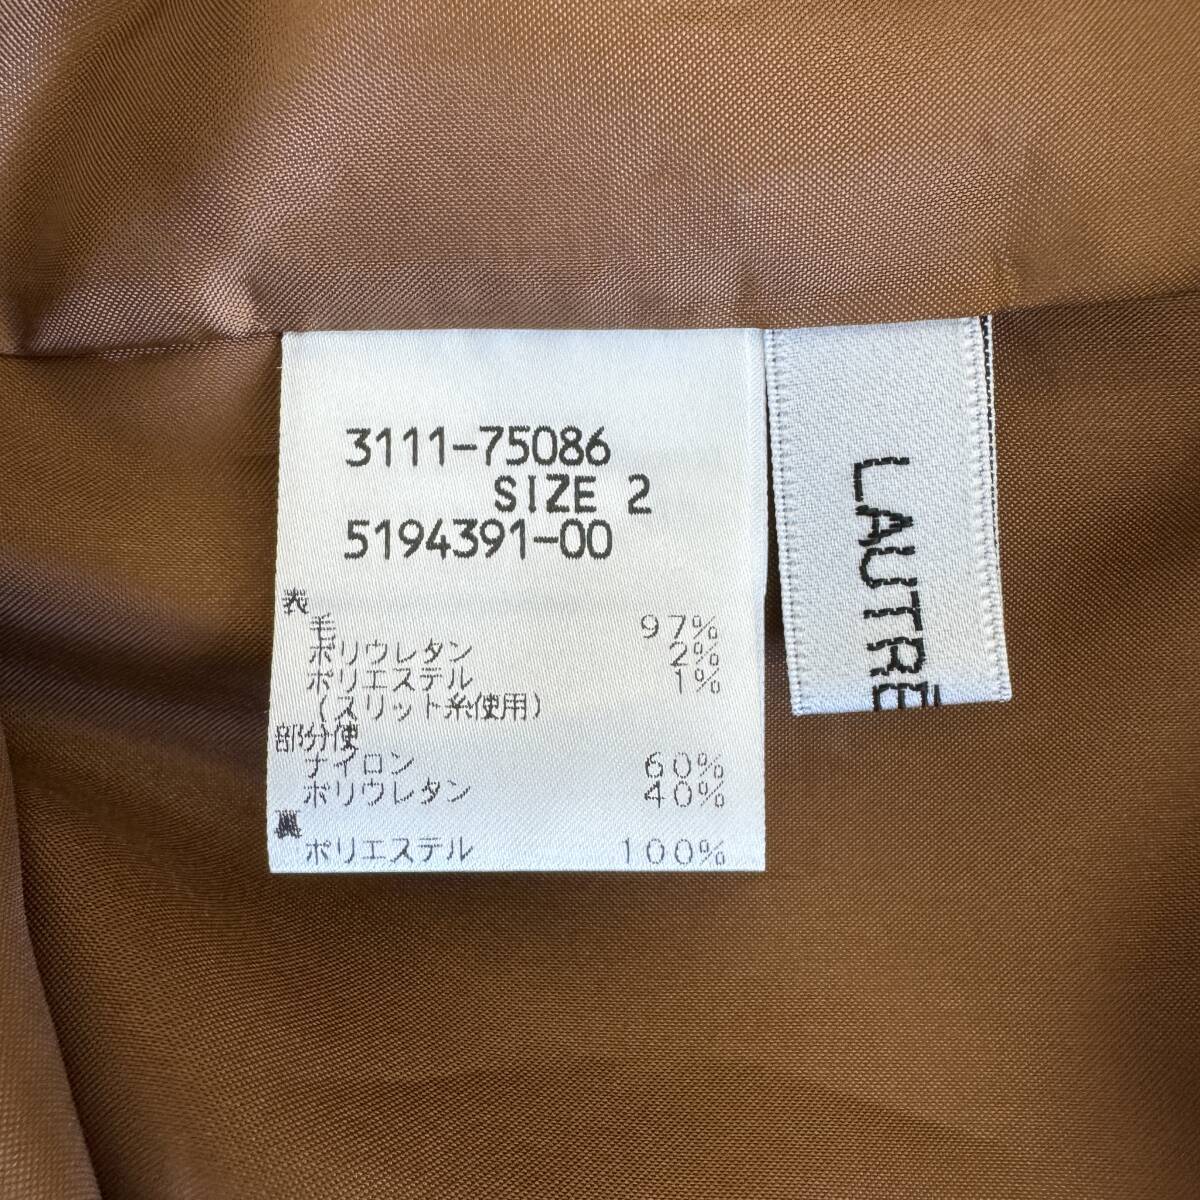 3111-75086
SIZE 2
5194391-00
表
毛 97%
ポリウレタン 2%
ポリエステル 1%
(スリット糸使用)
部分使
ナイロン 60%
ポリウレタン 40%
裏
ポリエステル 100%
LAUTRĒ